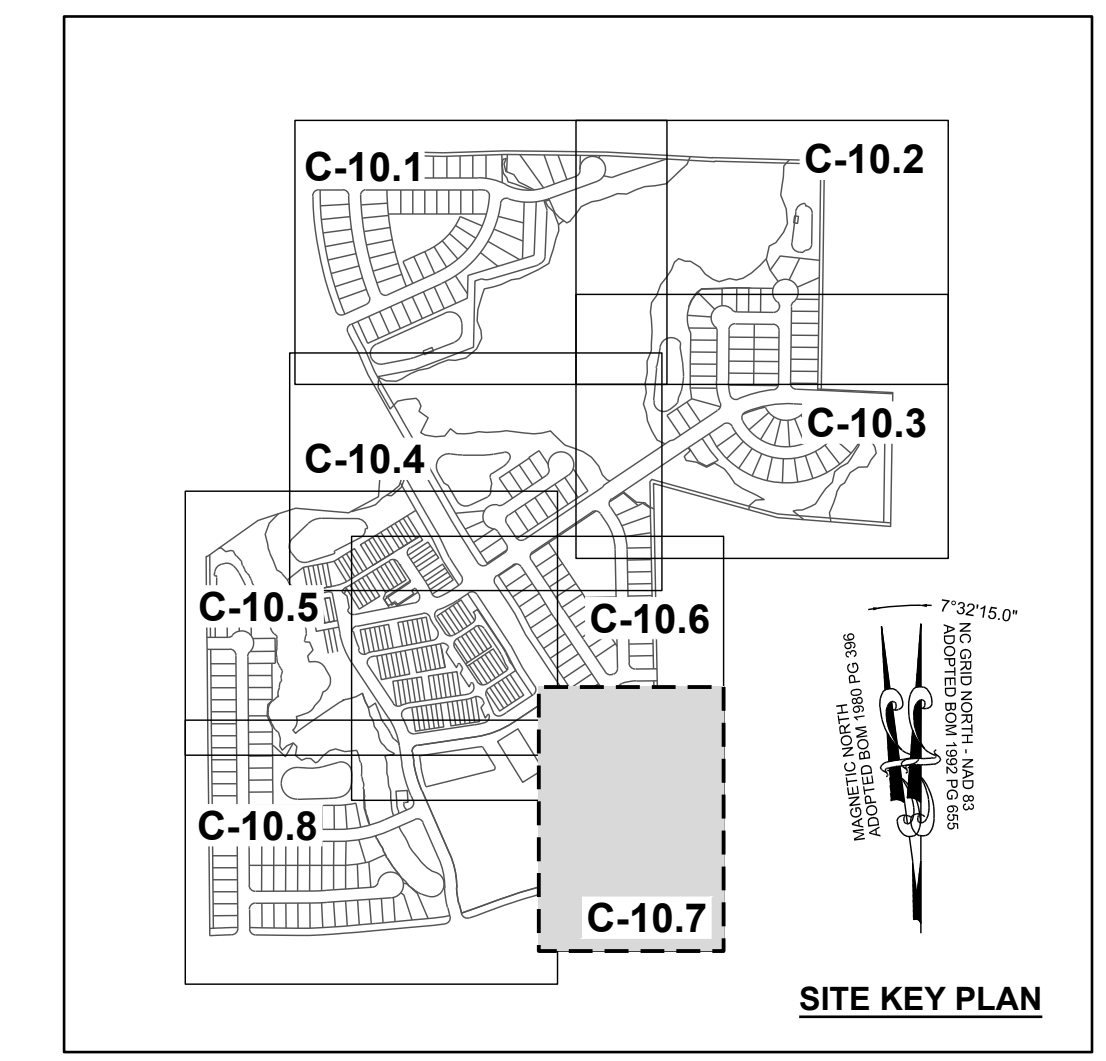 C-10.1
C-10.2
C-10.3
C-10.4
C-10.5
C-10.6
7°32'15.0"
MAGNETIC NORTH
ADOPTED BOM 1980 PG 396
NC GRID NORTH - NAD 83
ADOPTED BOM 1992 PG 655
C-10.8
C-10.7
SITE KEY PLAN